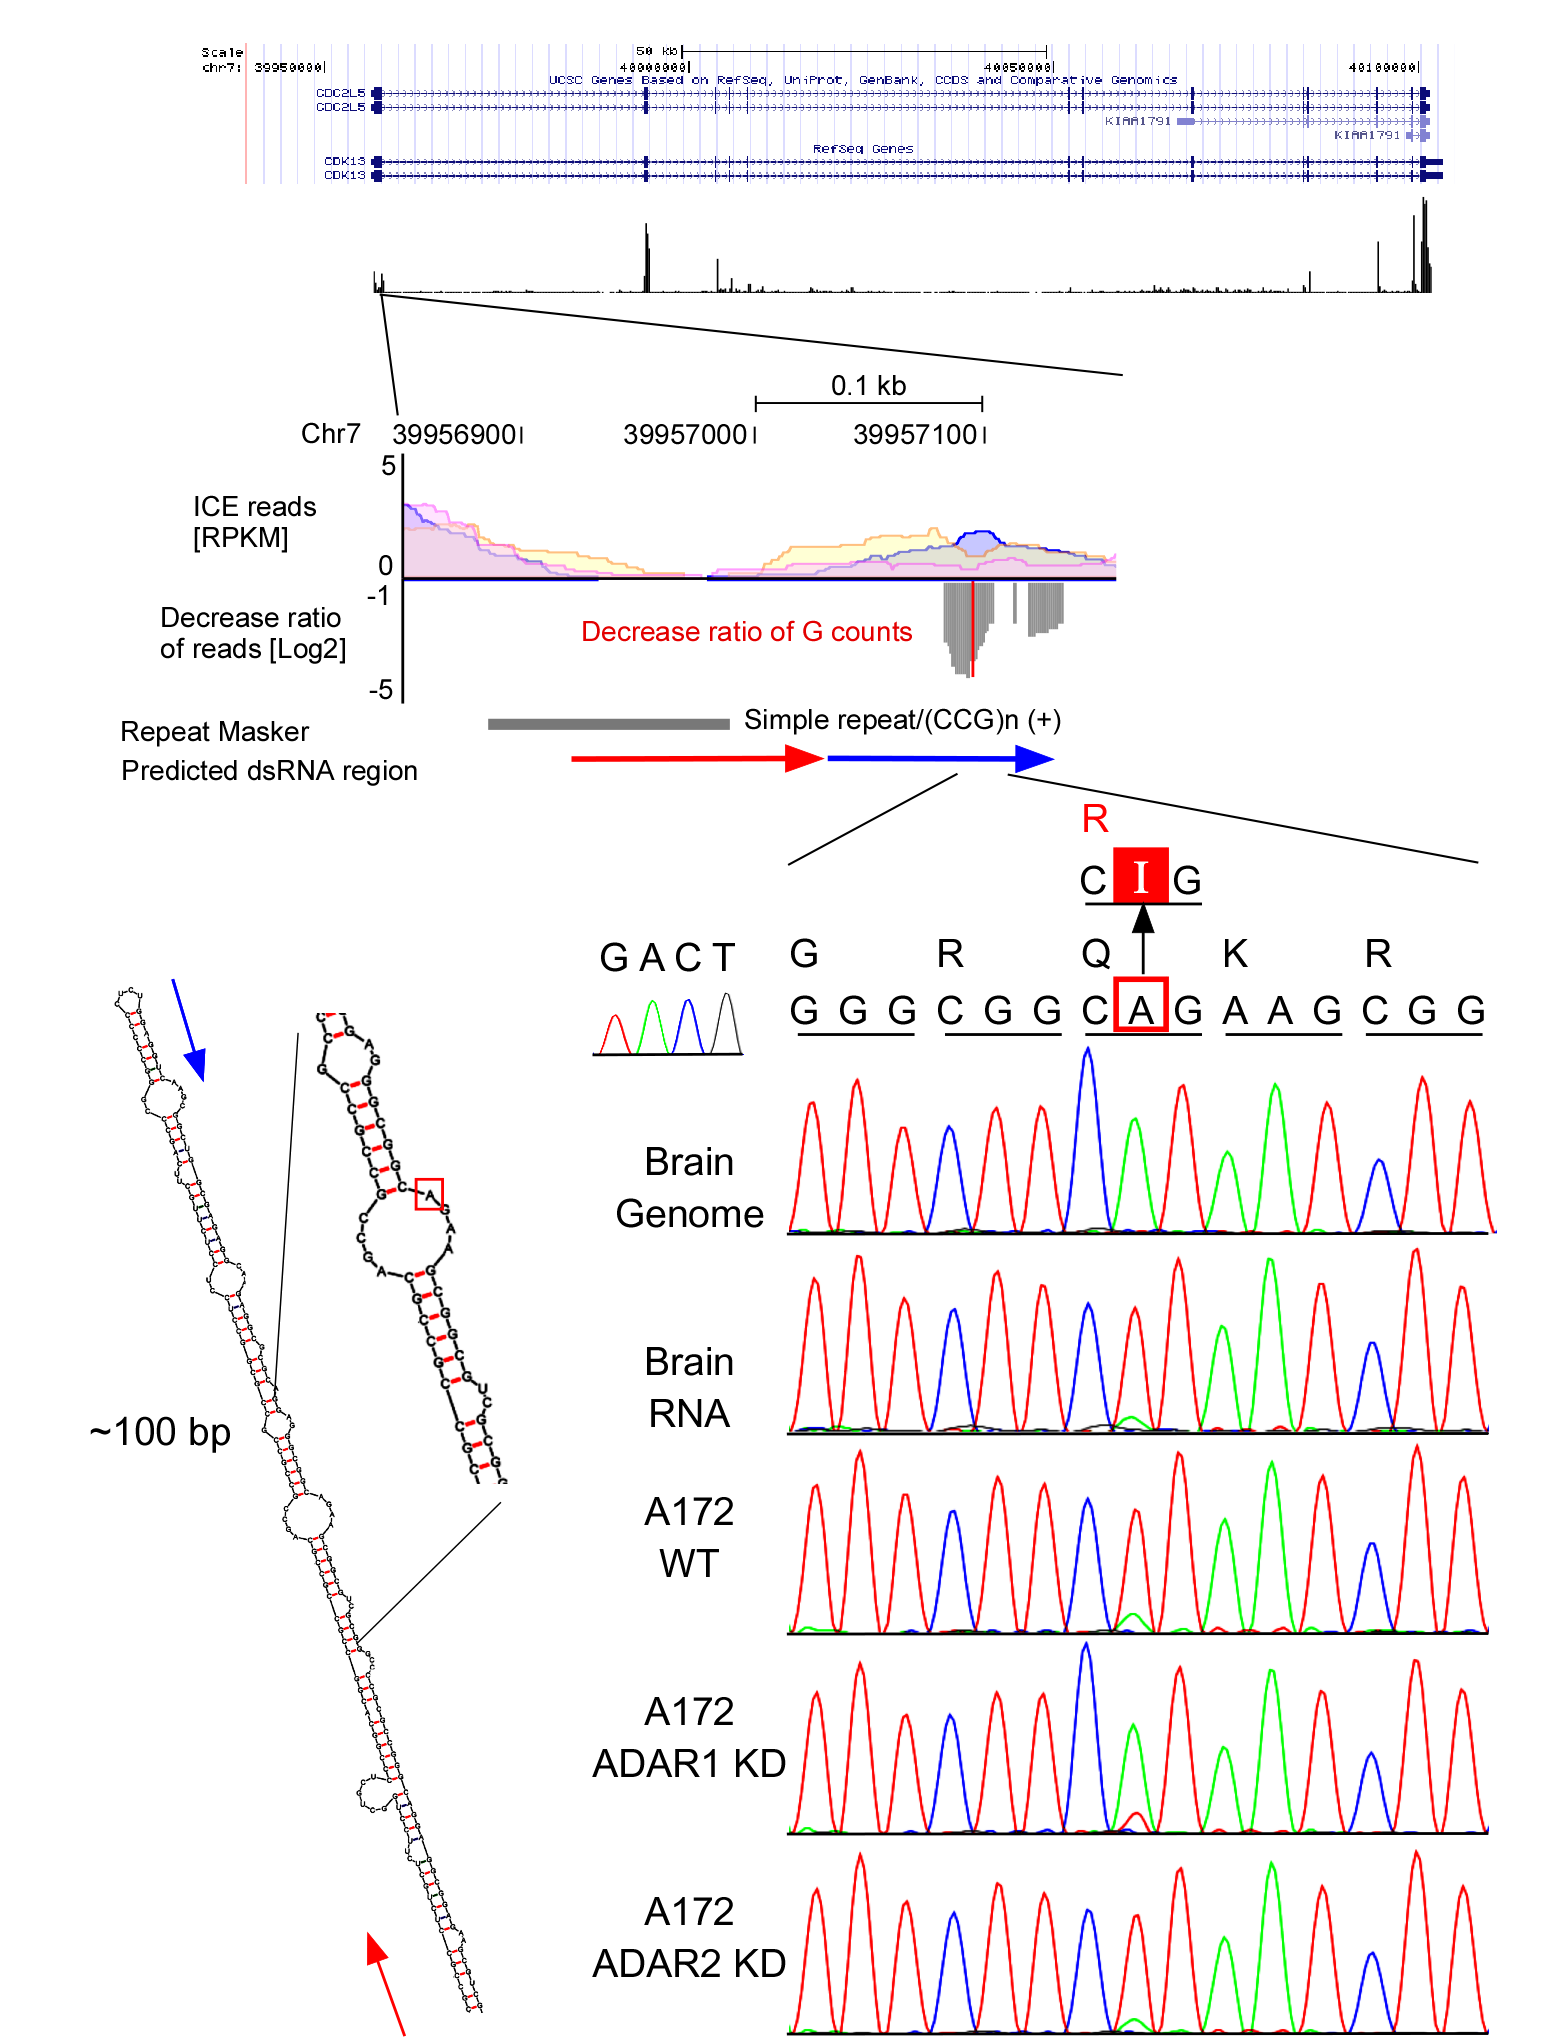 Scale 50 kb
chr7: 39950000 40000000 40050000 40100000
UCSC Genes Based on RefSeq, UniProt, GenBank, CCDS and Comparative Genomics
CDC2L5
CDC2L5
KIAA1791
KIAA1791
RefSeq Genes
CDK13
CDK13
0.1 kb
Chr7 39956900 39957000 39957100
5
ICE reads
[RPKM]
0
-1
Decrease ratio
of reads [Log2]
Decrease ratio of G counts
-5
Repeat Masker
Simple repeat/(CCG)n (+)
Predicted dsRNA region
R
C I G
G A C T
G R Q K R
G G G C G G C A G A A G C G G
Brain
Genome
Brain
RNA
~100 bp
A172
WT
A172
ADAR1 KD
A172
ADAR2 KD